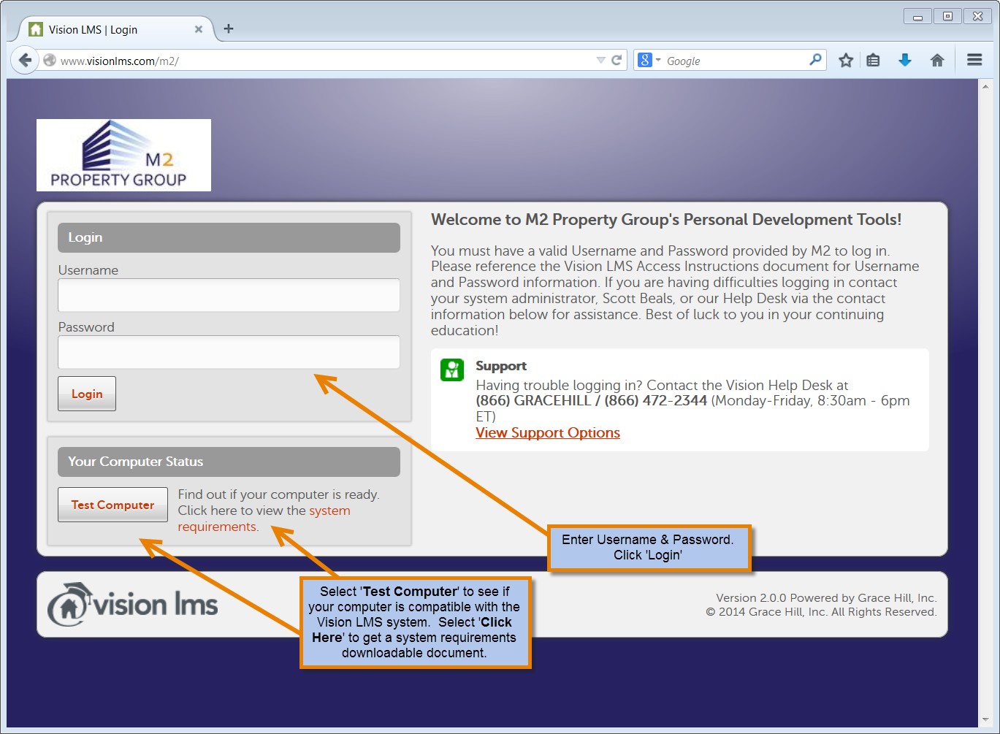 Vision LMS | Login
www.visionlms.com/m2/
Google
M2
PROPERTY GROUP
Login
Username
Password
Login
Your Computer Status
Test Computer
Find out if your computer is ready.
Click here to view the system
requirements.
Welcome to M2 Property Group's Personal Development Tools!
You must have a valid Username and Password provided by M2 to log in.
Please reference the Vision LMS Access Instructions document for Username
and Password information. If you are having difficulties logging in contact
your system administrator, Scott Beals, or our Help Desk via the contact
information below for assistance. Best of luck to you in your continuing
education!
Support
Having trouble logging in? Contact the Vision Help Desk at
(866) GRACEHILL / (866) 472-2344 (Monday-Friday, 8:30am - 6pm
ET)
View Support Options
Enter Username & Password.
Click 'Login'
Select 'Test Computer' to see if
your computer is compatible with the
Vision LMS system.  Select 'Click
Here' to get a system requirements
downloadable document.
vision lms
Version 2.0.0 Powered by Grace Hill, Inc.
© 2014 Grace Hill, Inc. All Rights Reserved.